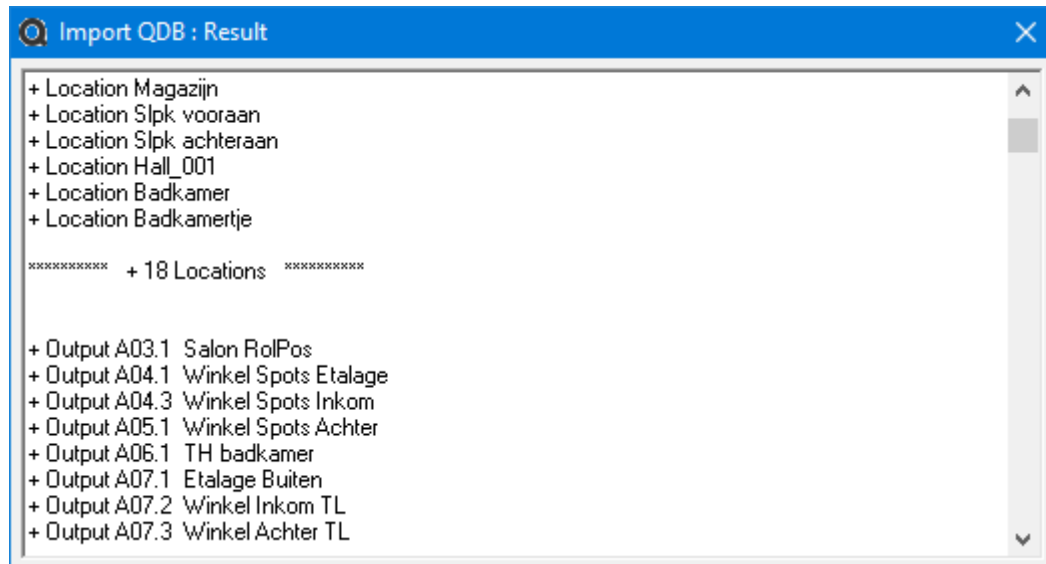 Import QDB : Result
+ Location Magazijn
+ Location Slpk vooraan
+ Location Slpk achteraan
+ Location Hall_001
+ Location Badkamer
+ Location Badkamertje
********** + 18 Locations **********
+ Output A03.1 Salon RolPos
+ Output A04.1 Winkel Spots Etalage
+ Output A04.3 Winkel Spots Inkom
+ Output A05.1 Winkel Spots Achter
+ Output A06.1 TH badkamer
+ Output A07.1 Etalage Buiten
+ Output A07.2 Winkel Inkom TL
+ Output A07.3 Winkel Achter TL